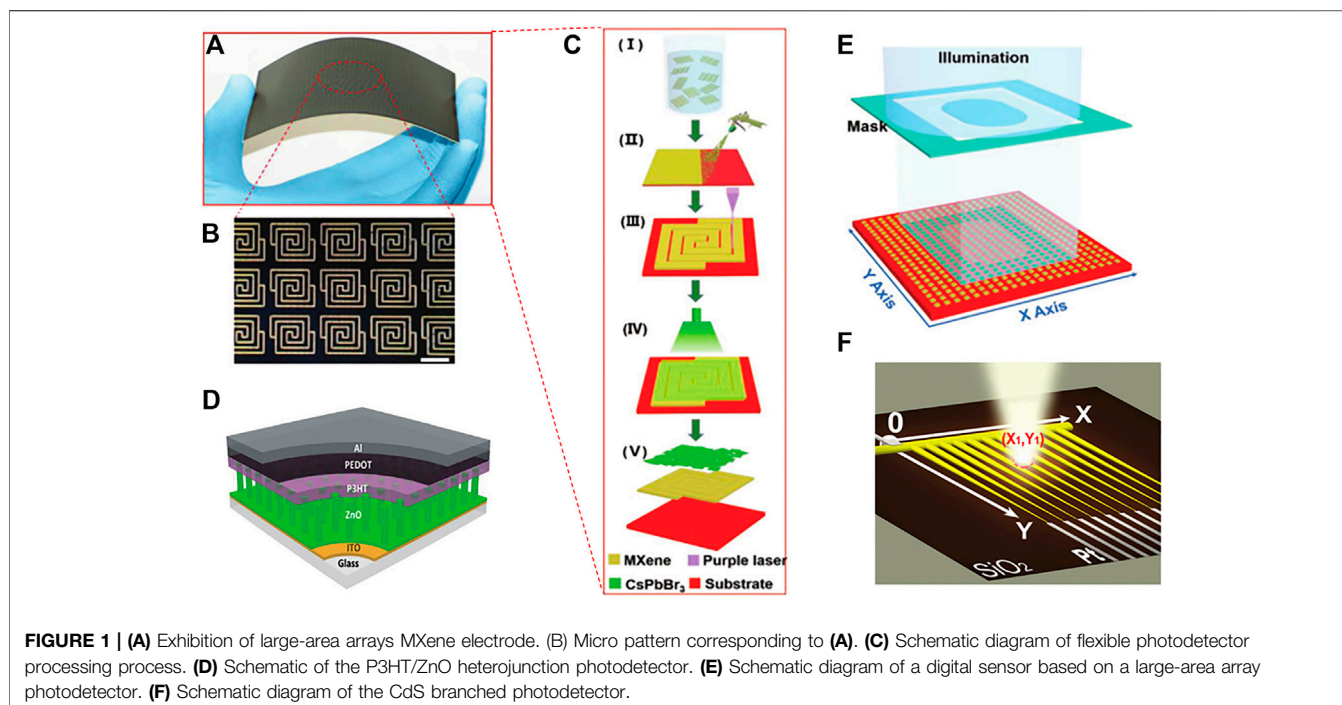 A
B
C
(I)
(II)
(III)
(IV)
(V)
MXene
Purple laser
CsPbBr₃
Substrate
D
Al
PEDOT
P3HT
ZnO
ITO
Glass
E
Illumination
Mask
Y Axis
X Axis
F
0
X
(X₁,Y₁)
Y
Pt
SiO₂
FIGURE 1 | (A) Exhibition of large-area arrays MXene electrode. (B) Micro pattern corresponding to (A). (C) Schematic diagram of flexible photodetector
processing process. (D) Schematic of the P3HT/ZnO heterojunction photodetector. (E) Schematic diagram of a digital sensor based on a large-area array
photodetector. (F) Schematic diagram of the CdS branched photodetector.